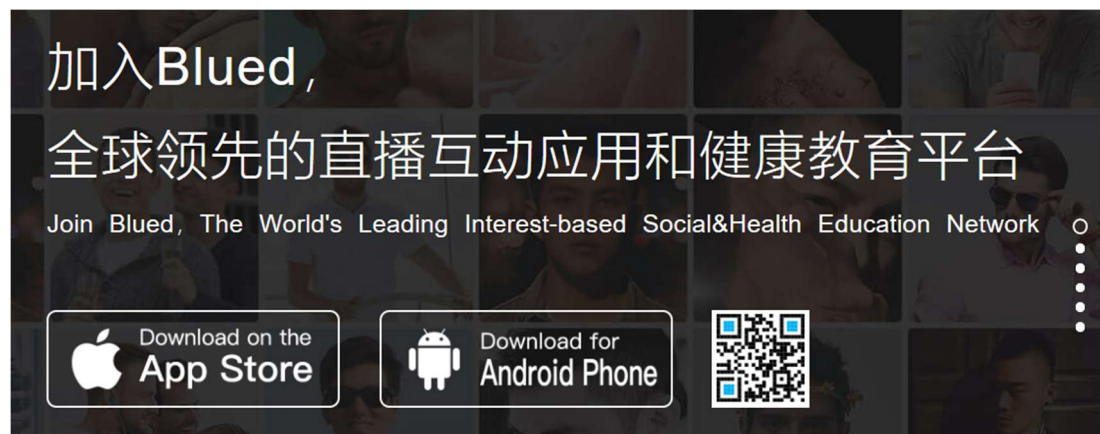 加入Blued，
全球领先的直播互动应用和健康教育平台
Join Blued，The World's Leading Interest-based Social&Health Education Network
Download on the
App Store
Download for
Android Phone